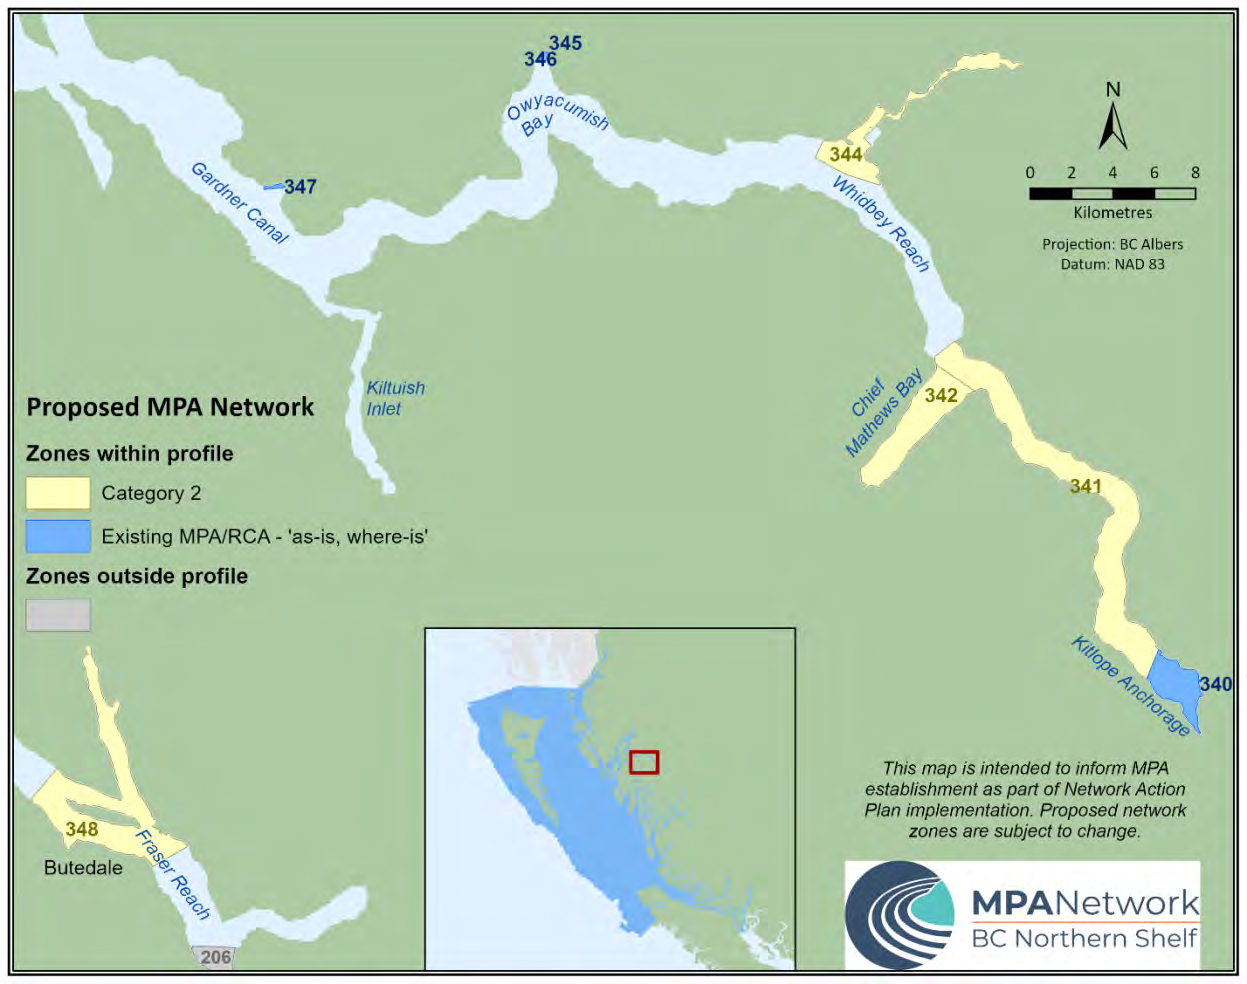 345
346
Owyacumish
Bay
344
347
Gardner Canal
Whidbey Reach
N
0 2 4 6 8
Kilometres
Projection: BC Albers
Datum: NAD 83
Kiltuish
Inlet
Chief
Mathews Bay
342
341
Kitlope Anchorage
340
Proposed MPA Network
Zones within profile
Category 2
Existing MPA/RCA - 'as-is, where-is'
Zones outside profile
348
Butedale
Fraser Reach
206
This map is intended to inform MPA
establishment as part of Network Action
Plan implementation. Proposed network
zones are subject to change.
MPANetwork
BC Northern Shelf